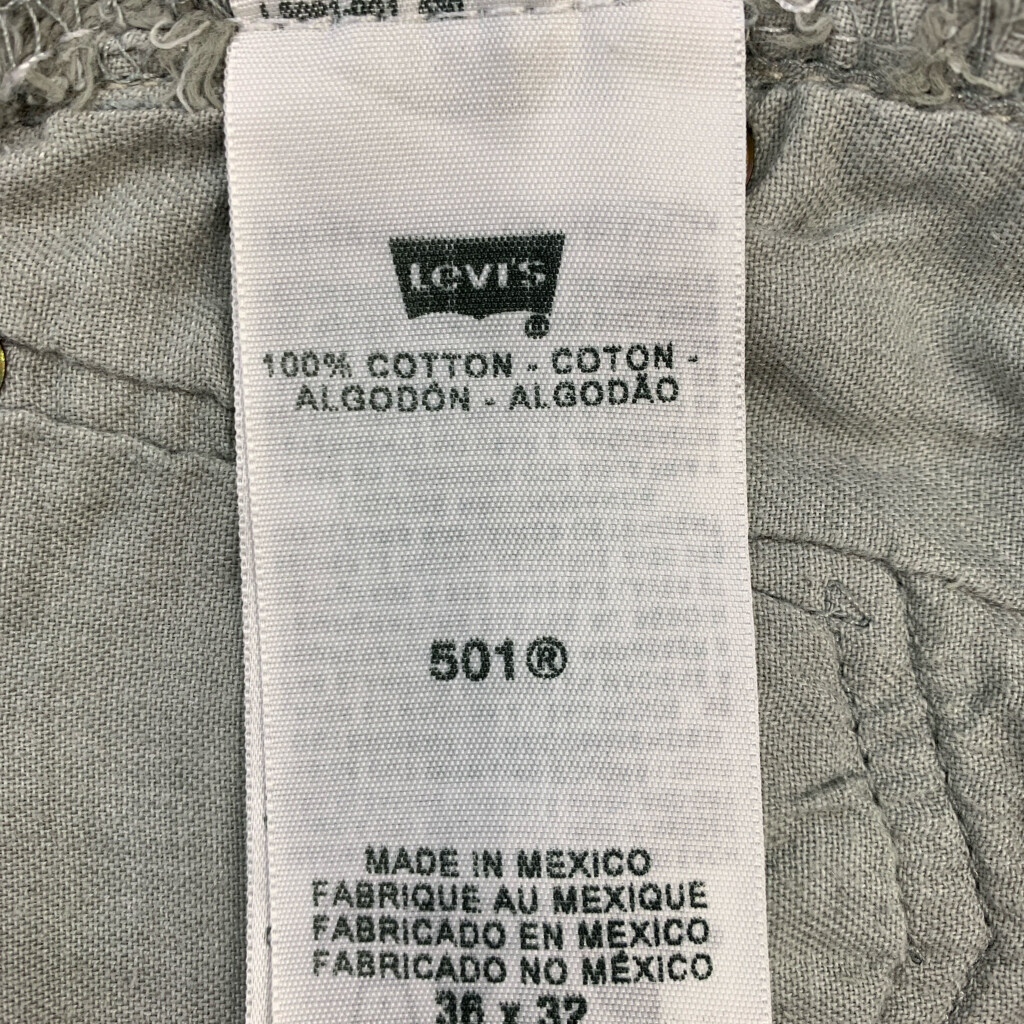 LEVI'S
®
100% COTTON - COTON -
ALGODÓN - ALGODÃO
501®
MADE IN MEXICO
FABRIQUE AU MEXIQUE
FABRICADO EN MEXICO
FABRICADO NO MÉXICO
36 x 32